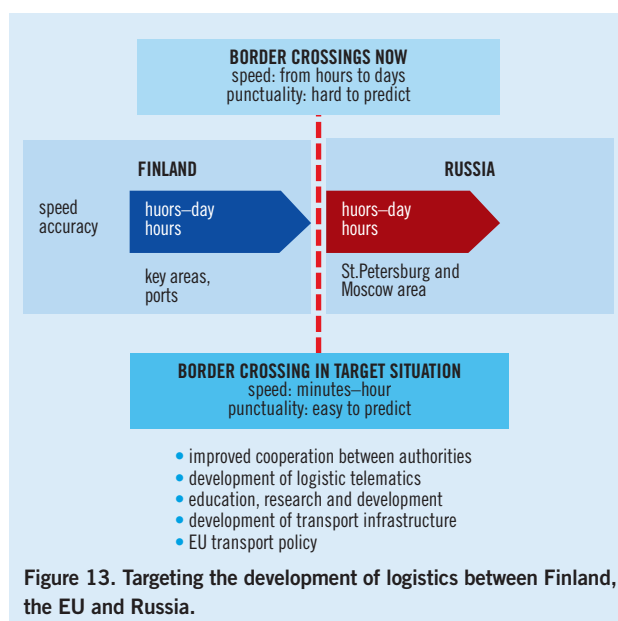 BORDER CROSSINGS NOW
speed: from hours to days
punctuality: hard to predict
FINLAND
RUSSIA
speed
accuracy
huors–day
hours
huors–day
hours
key areas,
ports
St.Petersburg and
Moscow area
BORDER CROSSING IN TARGET SITUATION
speed: minutes–hour
punctuality: easy to predict
• improved cooperation between authorities
• development of logistic telematics
• education, research and development
• development of transport infrastructure
• EU transport policy
Figure 13. Targeting the development of logistics between Finland,
the EU and Russia.